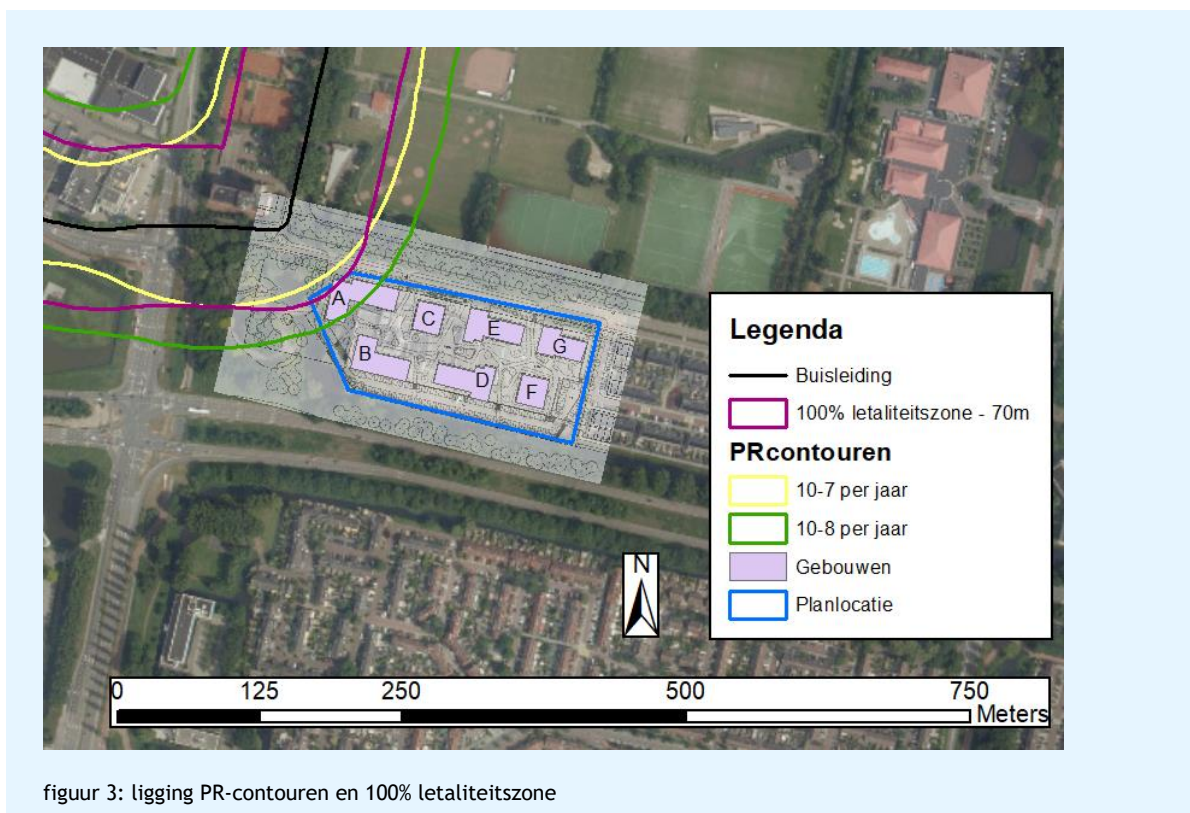 A
C
E
G
B
D
F
Legenda
Buisleiding
100% letaliteitszone - 70m
PRcontouren
10-7 per jaar
10-8 per jaar
Gebouwen
Planlocatie
N
0 125 250 500 750
Meters
figuur 3: ligging PR-contouren en 100% letaliteitszone